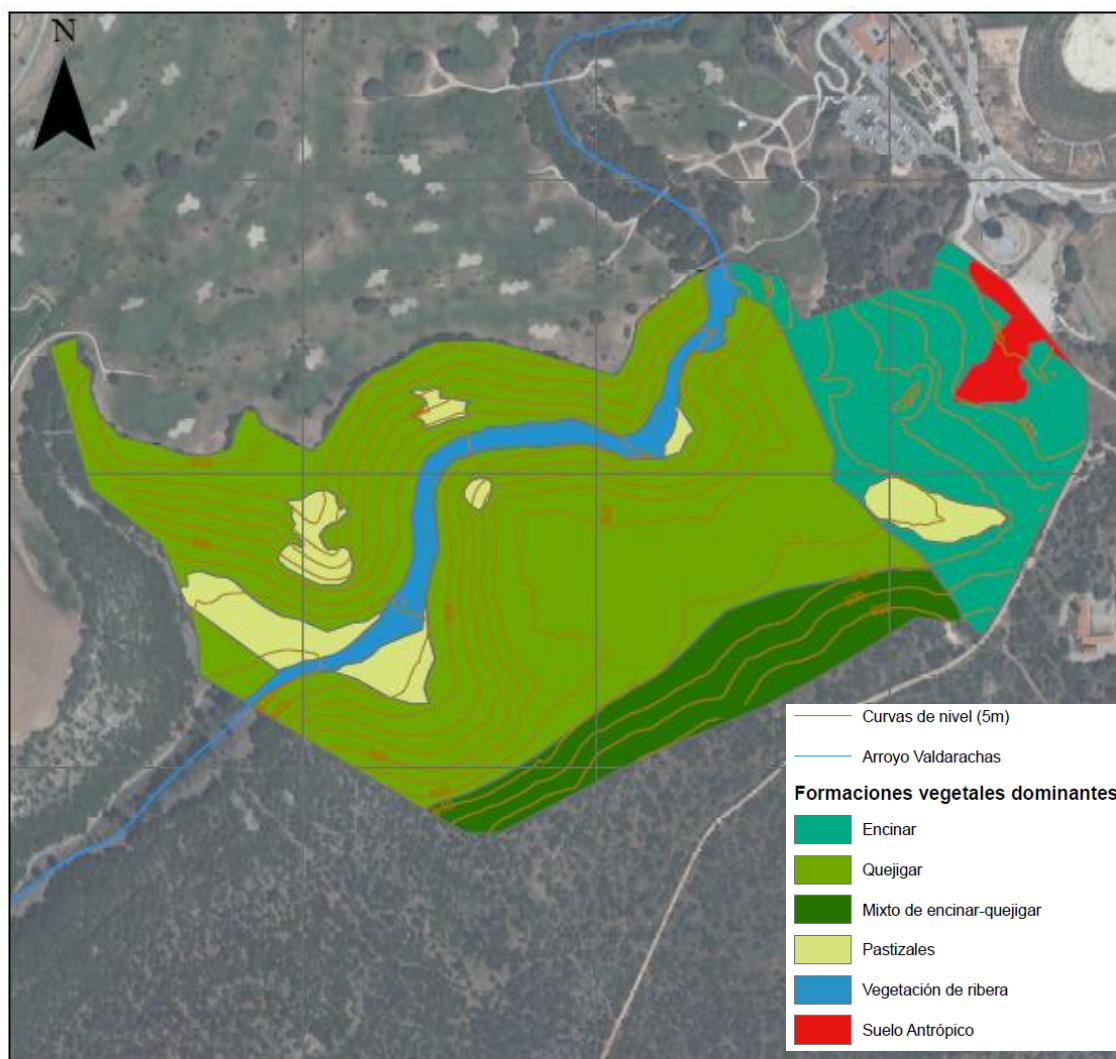 N
Curvas de nivel (5m)
Arroyo Valdarachas
Formaciones vegetales dominantes
Encinar
Quejigar
Mixto de encinar-quejigar
Pastizales
Vegetación de ribera
Suelo Antrópico